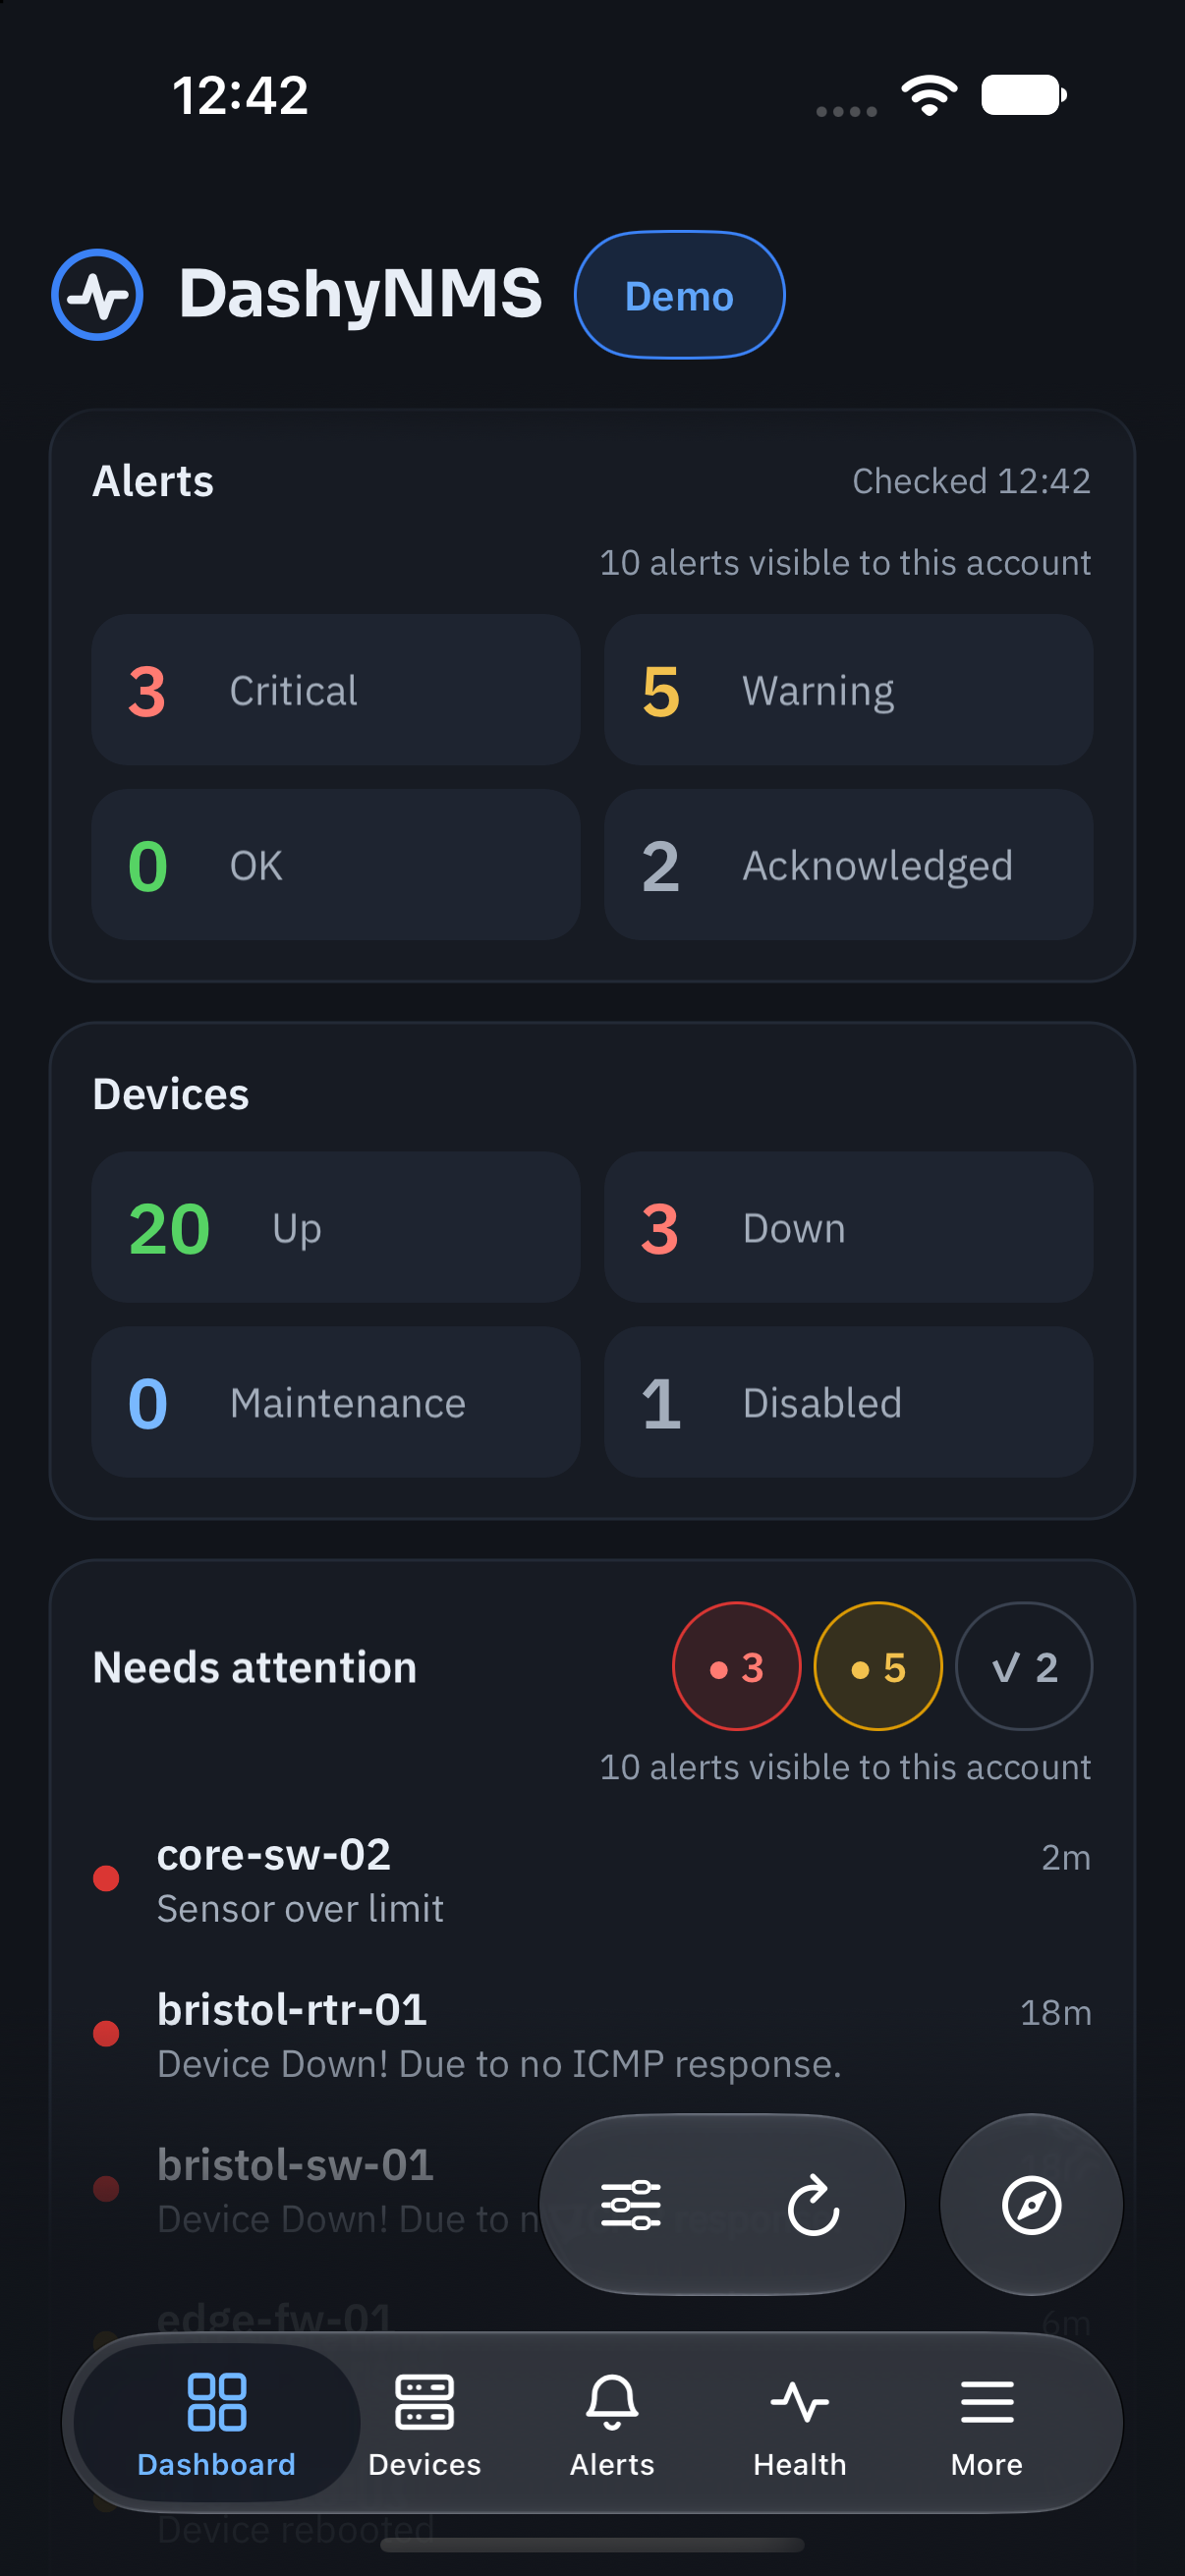 12:42
DashyNMS
Demo
Alerts
Checked 12:42
10 alerts visible to this account
3 Critical
5 Warning
0 OK
2 Acknowledged
Devices
20 Up
3 Down
0 Maintenance
1 Disabled
Needs attention
3
5
✓ 2
10 alerts visible to this account
core-sw-02
2m
Sensor over limit
bristol-rtr-01
18m
Device Down! Due to no ICMP response.
bristol-sw-01
Device Down! Due to
edge-fw-01
6m
Dashboard
Devices
Alerts
Health
More
Device rebooted